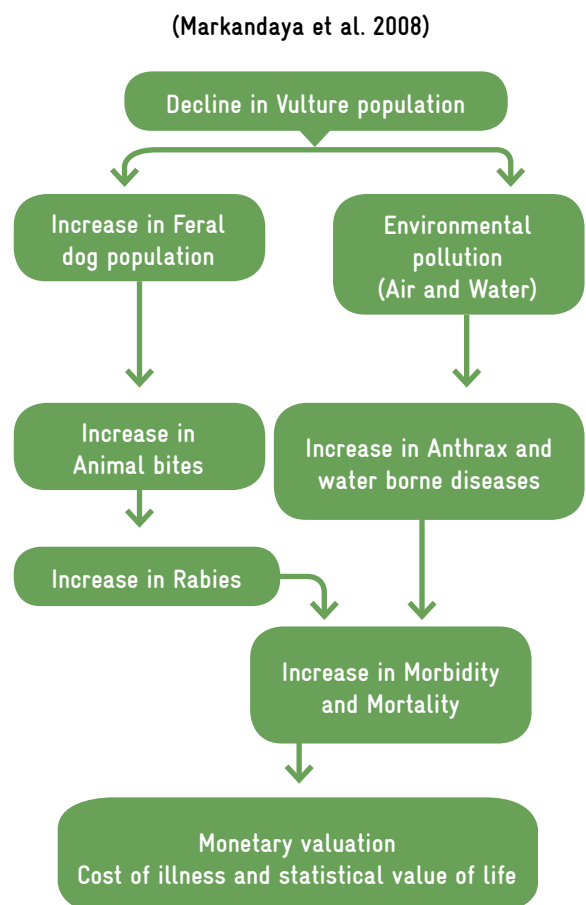 (Markandaya et al. 2008)
Decline in Vulture population
Increase in Feral
dog population
Environmental
pollution
(Air and Water)
Increase in
Animal bites
Increase in Anthrax and
water borne diseases
Increase in Rabies
Increase in Morbidity
and Mortality
Monetary valuation
Cost of illness and statistical value of life